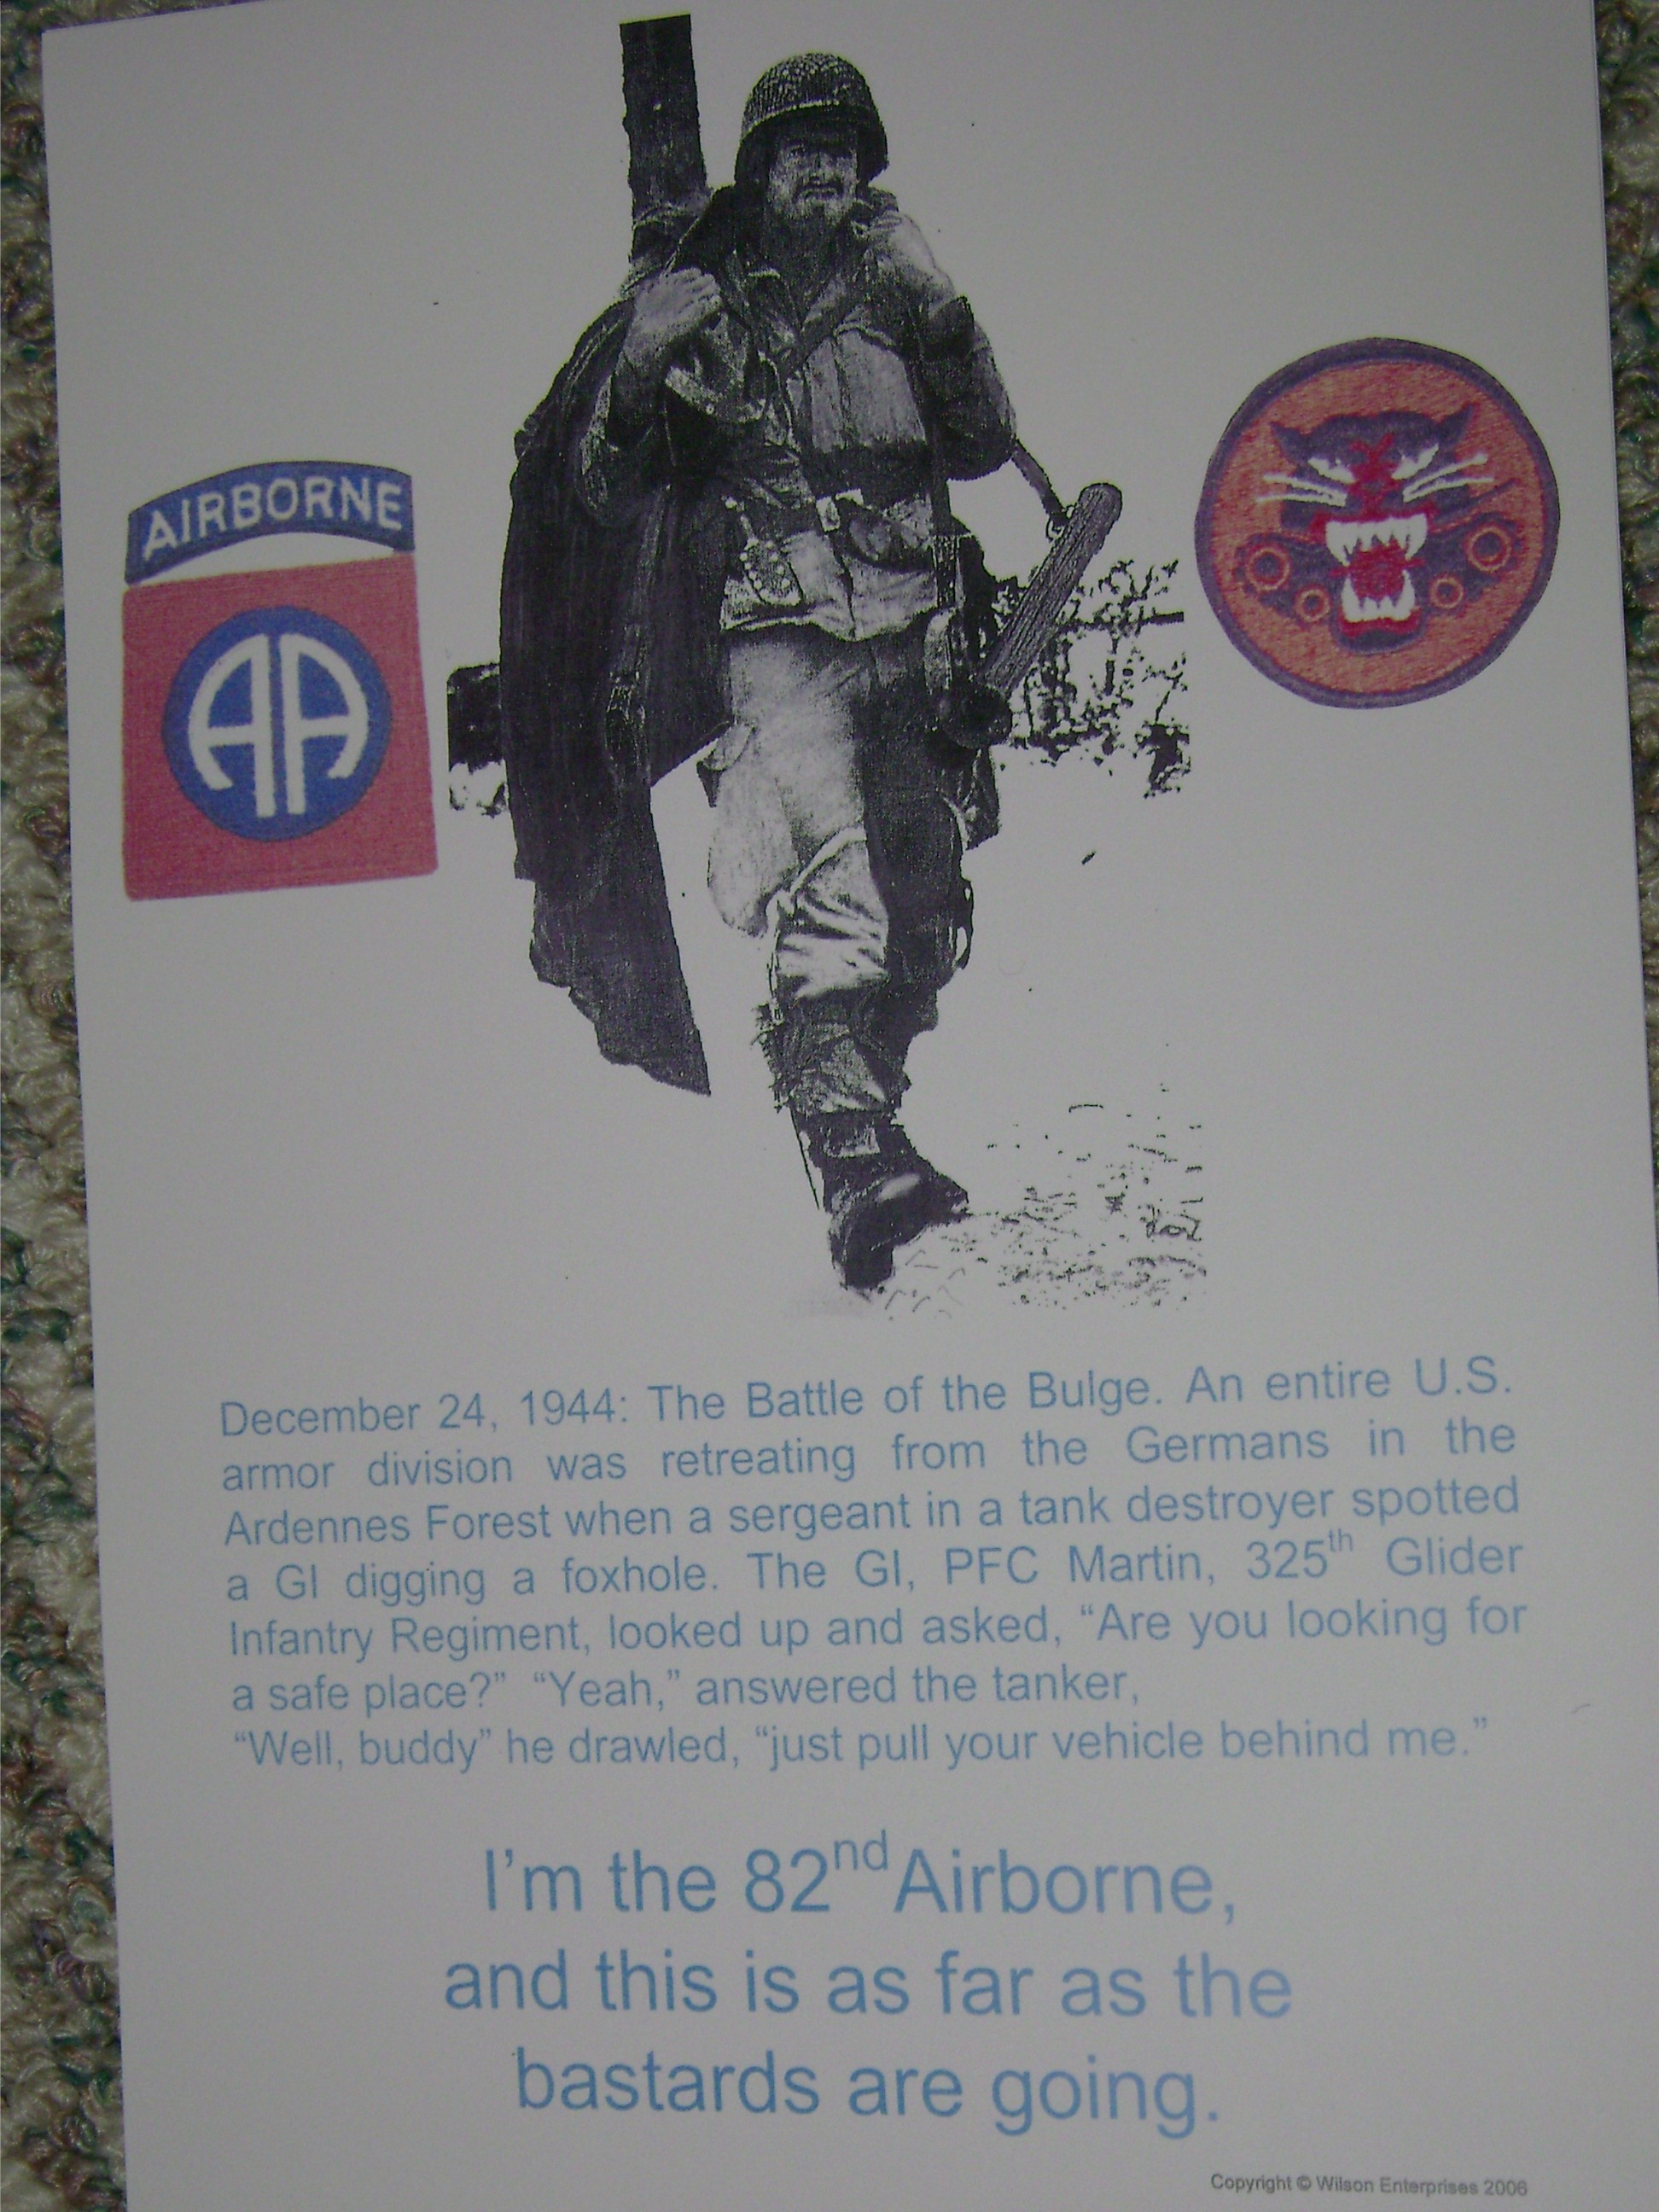 AIRBORNE
AA
December 24, 1944: The Battle of the Bulge. An entire U.S.
armor division was retreating from the Germans in the
Ardennes Forest when a sergeant in a tank destroyer spotted
a GI digging a foxhole. The GI, PFC Martin, 325th Glider
Infantry Regiment, looked up and asked, “Are you looking for
a safe place?” “Yeah,” answered the tanker,
“Well, buddy” he drawled, “just pull your vehicle behind me.”
I’m the 82nd Airborne,
and this is as far as the
bastards are going.
Copyright © Wilson Enterprises 2006